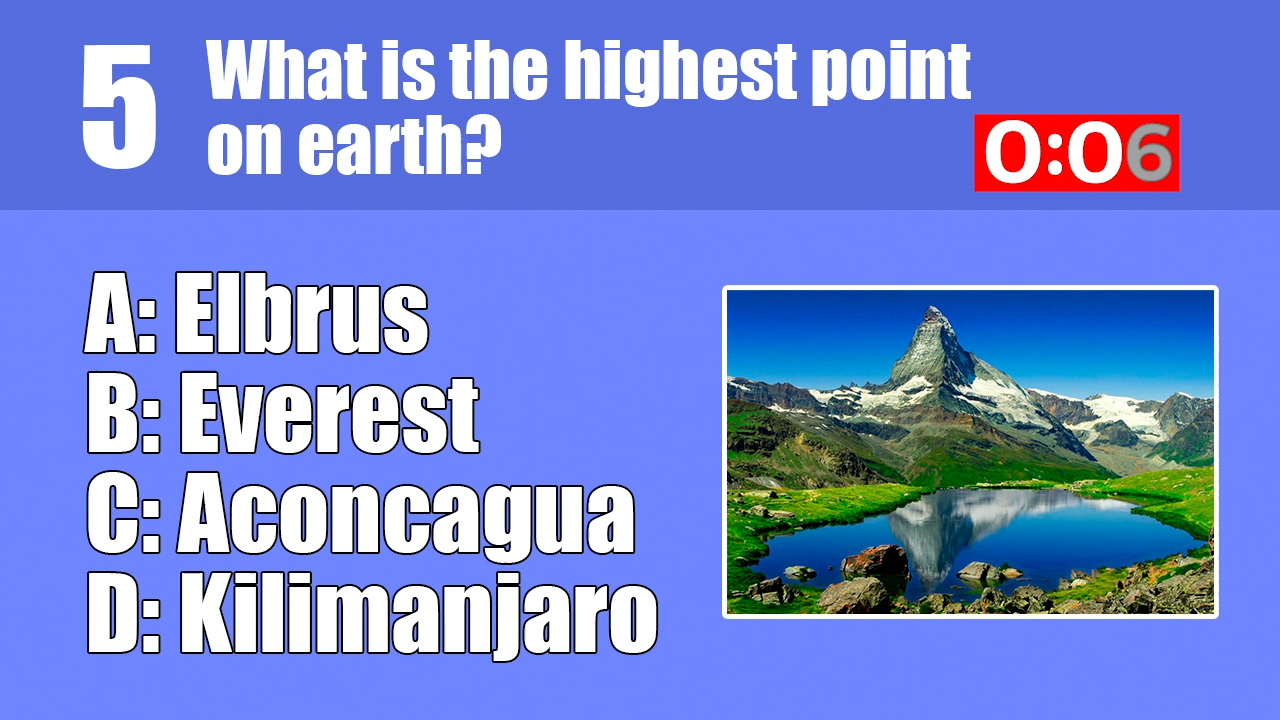 5
What is the highest point
on earth?
0:06
A: Elbrus
B: Everest
C: Aconcagua
D: Kilimanjaro